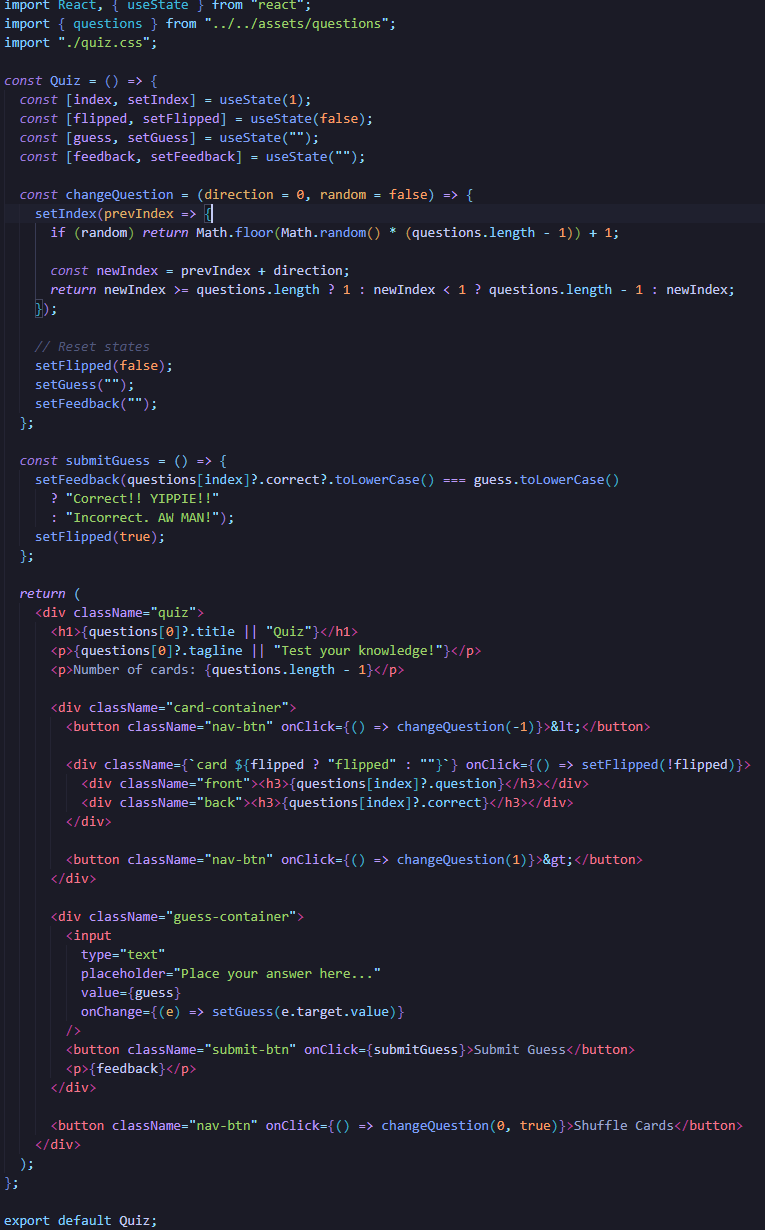 import React, { useState } from "react";
import { questions } from "../../assets/questions";
import "./quiz.css";

const Quiz = () => {
  const [index, setIndex] = useState(1);
  const [flipped, setFlipped] = useState(false);
  const [guess, setGuess] = useState("");
  const [feedback, setFeedback] = useState("");

  const changeQuestion = (direction = 0, random = false) => {
    setIndex(prevIndex => {
      if (random) return Math.floor(Math.random() * (questions.length - 1)) + 1;

      const newIndex = prevIndex + direction;
      return newIndex >= questions.length ? 1 : newIndex < 1 ? questions.length - 1 : newIndex;
    });

    // Reset states
    setFlipped(false);
    setGuess("");
    setFeedback("");
  };

  const submitGuess = () => {
    setFeedback(questions[index]?.correct?.toLowerCase() === guess.toLowerCase()
      ? "Correct!! YIPPIE!!"
      : "Incorrect. AW MAN!");
    setFlipped(true);
  };

  return (
    <div className="quiz">
      <h1>{questions[0]?.title || "Quiz"}</h1>
      <p>{questions[0]?.tagline || "Test your knowledge!"}</p>
      <p>Number of cards: {questions.length - 1}</p>

      <div className="card-container">
        <button className="nav-btn" onClick={() => changeQuestion(-1)}>&lt;</button>

        <div className={`card ${flipped ? "flipped" : ""}`} onClick={() => setFlipped(!flipped)}>
          <div className="front"><h3>{questions[index]?.question}</h3></div>
          <div className="back"><h3>{questions[index]?.correct}</h3></div>
        </div>

        <button className="nav-btn" onClick={() => changeQuestion(1)}>&gt;</button>
      </div>

      <div className="guess-container">
        <input
          type="text"
          placeholder="Place your answer here..."
          value={guess}
          onChange={(e) => setGuess(e.target.value)}
        />
        <button className="submit-btn" onClick={submitGuess}>Submit Guess</button>
        <p>{feedback}</p>
      </div>

      <button className="nav-btn" onClick={() => changeQuestion(0, true)}>Shuffle Cards</button>
    </div>
  );
};

export default Quiz;